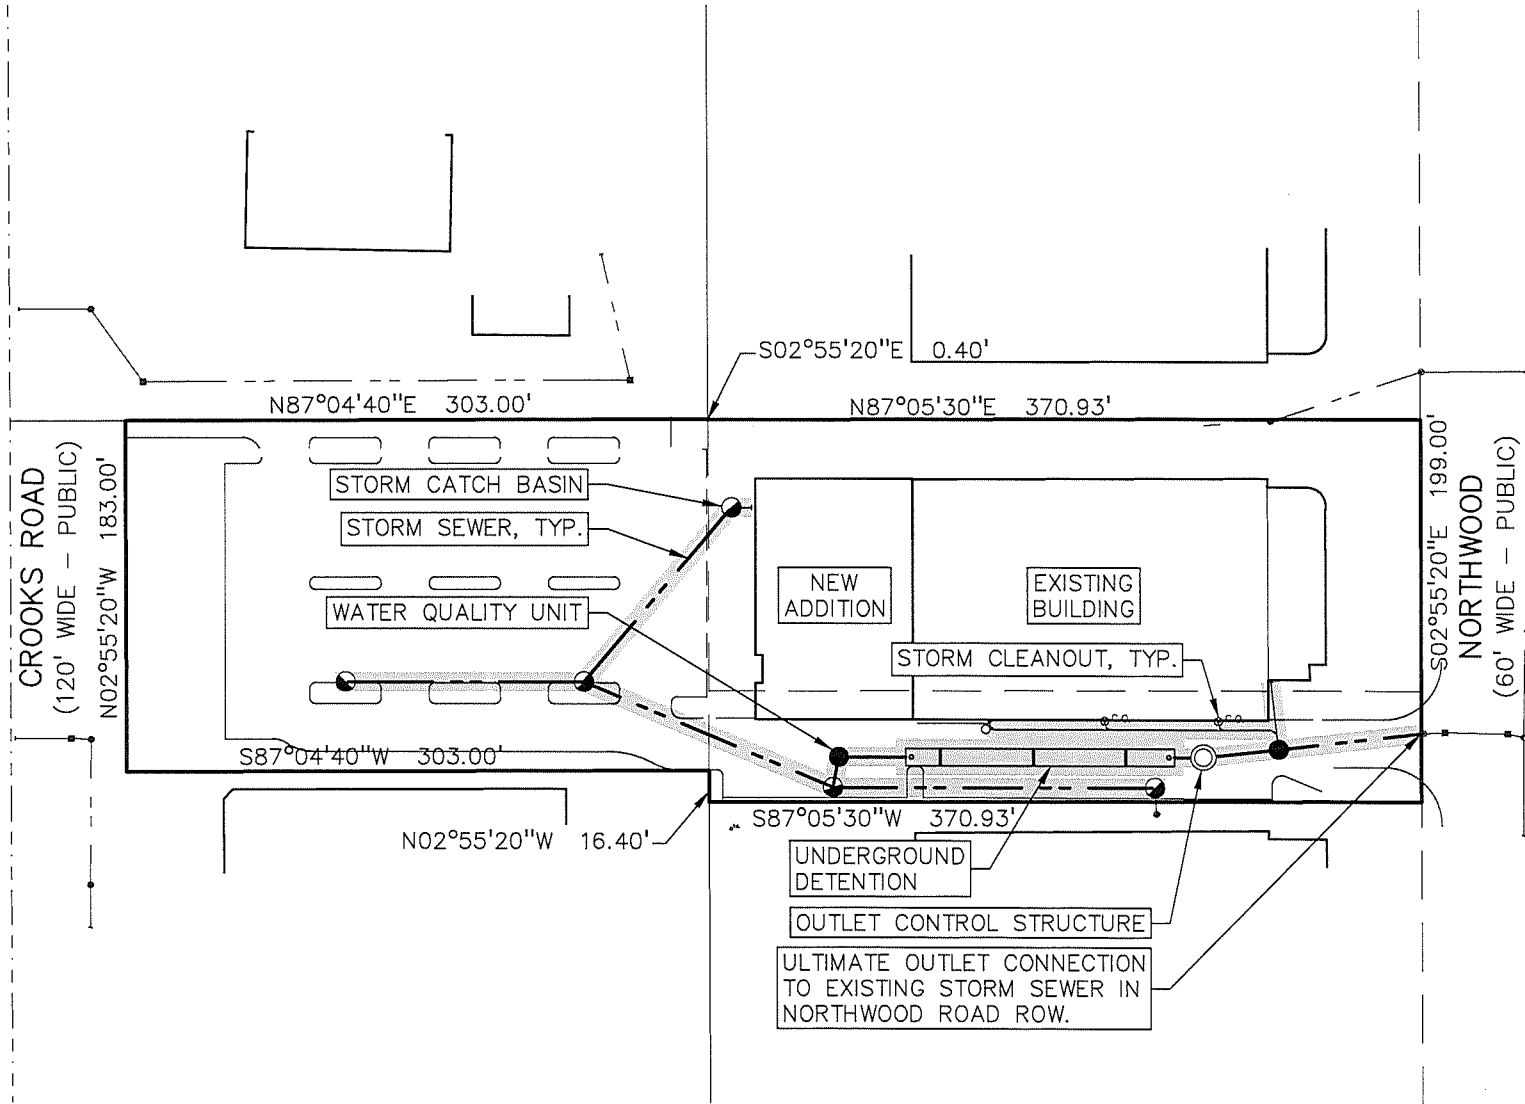 S02°55'20"E 0.40'
N87°04'40"E 303.00'
N87°05'30"E 370.93'
CROOKS ROAD
(120' WIDE – PUBLIC)
N02°55'20"W 183.00'
STORM CATCH BASIN
STORM SEWER, TYP.
WATER QUALITY UNIT
NEW
ADDITION
EXISTING
BUILDING
STORM CLEANOUT, TYP.
C.O.
C.O.
S02°55'20"E 199.00'
NORTHWOOD
(60' WIDE – PUBLIC)
S87°04'40"W 303.00'
S87°05'30"W 370.93'
N02°55'20"W 16.40'
UNDERGROUND
DETENTION
OUTLET CONTROL STRUCTURE
ULTIMATE OUTLET CONNECTION
TO EXISTING STORM SEWER IN
NORTHWOOD ROAD ROW.